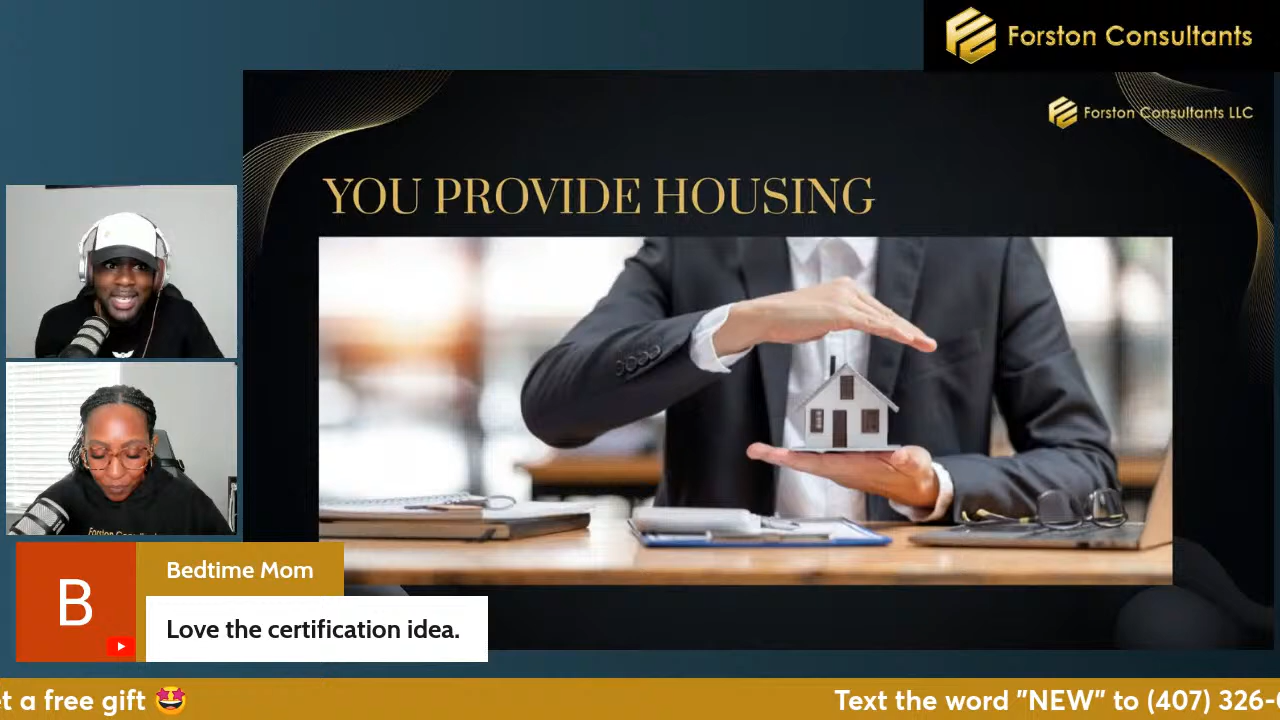 Forston Consultants
Forston Consultants LLC
YOU PROVIDE HOUSING
B
Bedtime Mom
Love the certification idea.
a free gift 🤩
Text the word "NEW" to (407) 326-